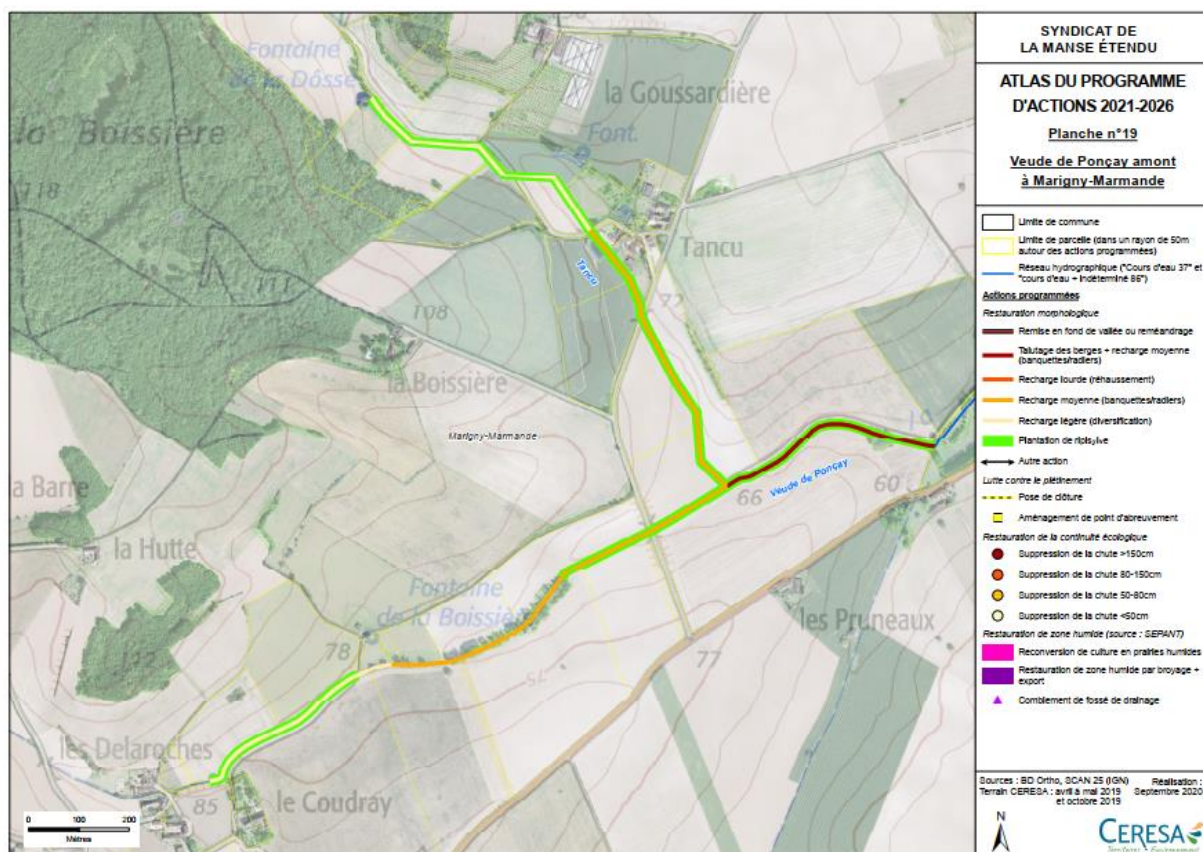 Fontaine
de la Dôsse
la Boissière
la Goussardière
Font.
118
Tancu
Tancu
72
108
la Boissière
Marigny-Marmande
66
Veude de Ponçay
60
la Barre
la Hutte
Fontaine
de la Boissière
les Pruneaux
78
77
75
112
les Delaroches
85
le Coudray
0 100 200
Mètres
SYNDICAT DE
LA MANSE ÉTENDU
ATLAS DU PROGRAMME
D'ACTIONS 2021-2026
Planche n°19
Veude de Ponçay amont
à Marigny-Marmande
Limite de commune
Limite de parcelle (dans un rayon de 50m
autour des actions programmées)
Réseau hydrographique ("Cours d'eau 37" et
"cours d'eau + indéterminé 86")
Actions programmées
Restauration morphologique
Remise en fond de vallée ou reméandrage
Talutage des berges + recharge moyenne
(banquettes/radiers)
Recharge lourde (réhaussement)
Recharge moyenne (banquettes/radiers)
Recharge légère (diversification)
Plantation de ripisylve
Autre action
Lutte contre le piétinement
Pose de clôture
Aménagement de point d'abreuvement
Restauration de la continuité écologique
Suppression de la chute >150cm
Suppression de la chute 80-150cm
Suppression de la chute 50-80cm
Suppression de la chute <50cm
Restauration de zone humide (source : SEPANT)
Reconversion de culture en prairies humides
Restauration de zone humide par broyage +
export
Comblement de fossé de drainage
Sources : BD Ortho, SCAN 25 (IGN) Réalisation :
Terrain CERESA : avril à mai 2019 Septembre 2020
et octobre 2019
N
CERESA
Territoires - Environnement